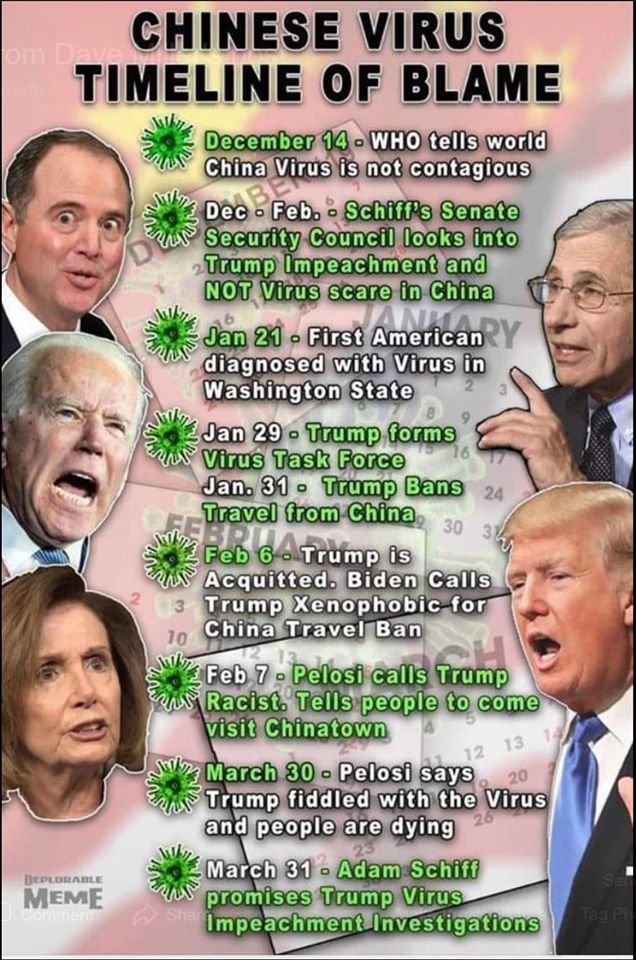 CHINESE VIRUS
TIMELINE OF BLAME
December 14 - WHO tells world
China Virus is not contagious
Dec - Feb. - Schiff's Senate
Security Council looks into
Trump Impeachment and
NOT Virus scare in China
Jan 21 - First American
diagnosed with Virus in
Washington State
Jan 29 - Trump forms
Virus Task Force
Jan. 31 - Trump Bans
Travel from China
Feb 6 - Trump is
Acquitted. Biden Calls
Trump Xenophobic for
China Travel Ban
Feb 7 - Pelosi calls Trump
Racist. Tells people to come
visit Chinatown
March 30 - Pelosi says
Trump fiddled with the Virus
and people are dying
March 31 - Adam Schiff
promises Trump Virus
Impeachment Investigations
DEPLORABLE
MEME
Comment Share Tag
JANUARY
FEBRUARY